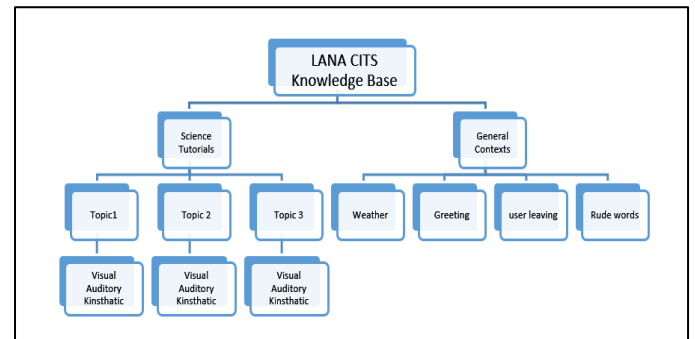 LANA CITS
Knowledge Base
Science
Tutorials
General
Contexts
Topic1
Topic 2
Topic 3
Weather
Greeting
user leaving
Rude words
Visual
Auditory
Kinsthatic
Visual
Auditory
Kinsthatic
Visual
Auditory
Kinsthatic